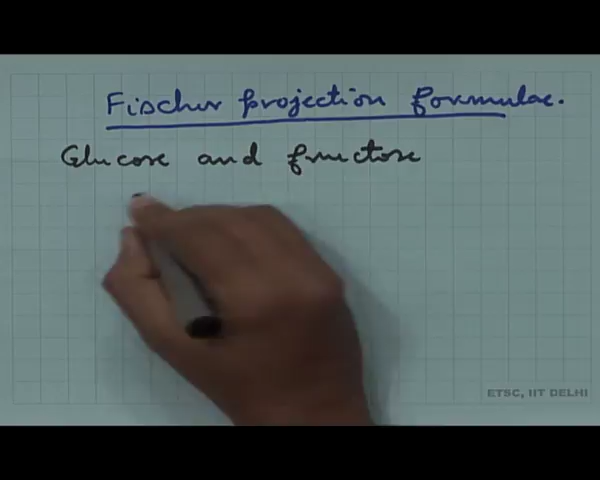 Fischer projection formulae.
Glucose and fructose
ETSC, IIT DELHI